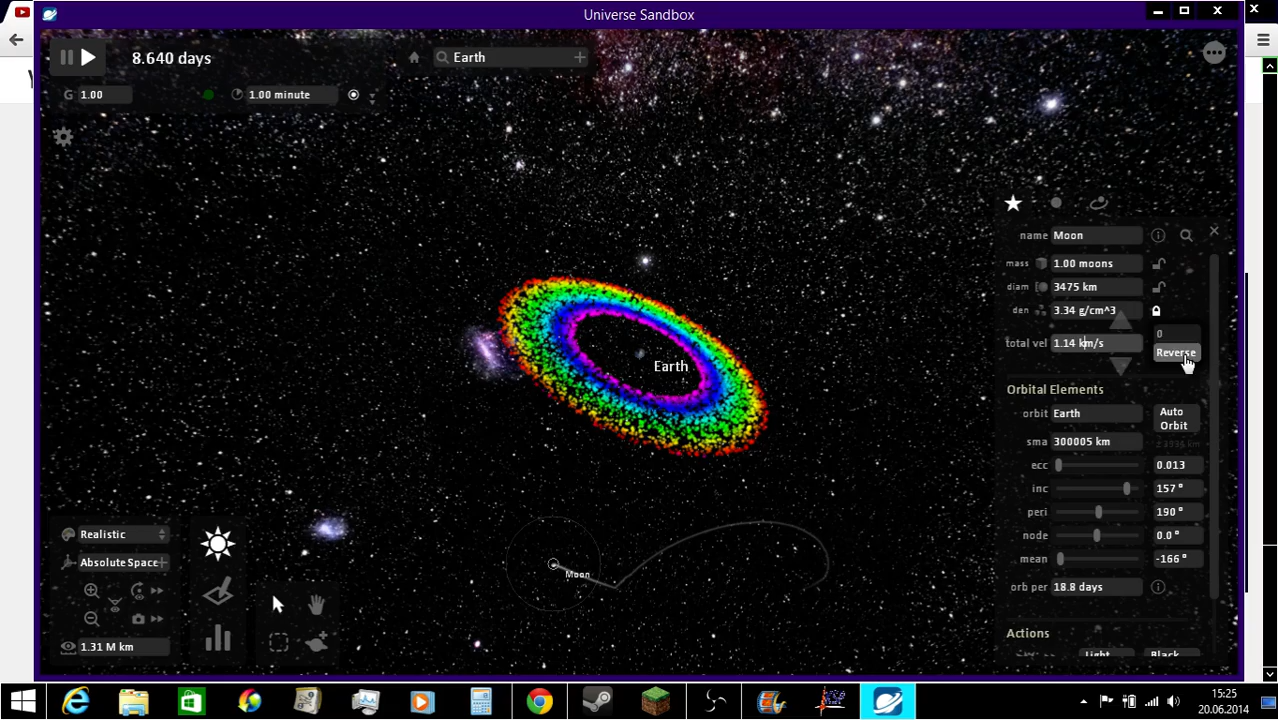 Universe Sandbox
8.640 days
Earth
G 1.00
1.00 minute
name Moon
mass 1.00 moons
diam 3475 km
den 3.34 g/cm^3
0
total vel 1.14 km/s
Reverse
Earth
Orbital Elements
orbit Earth
Auto
Orbit
sma 300005 km
ecc 0.013
inc 157°
peri 190°
node 0.0°
mean -166°
Moon
orb per 18.8 days
Realistic
Absolute Space
1.31 M km
Actions
Light
Black
15:25
20.06.2014